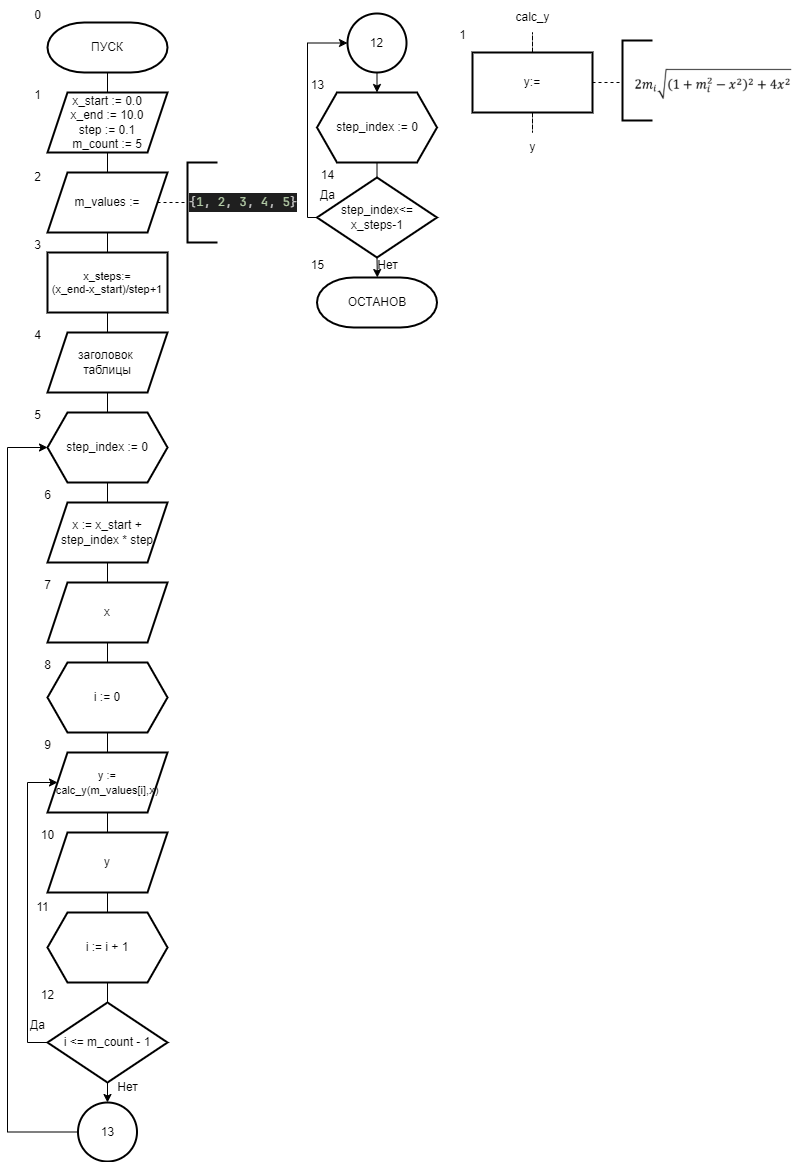 0
ПУСК
1
x_start := 0.0
x_end := 10.0
step := 0.1
m_count := 5
2
m_values :=
{1, 2, 3, 4, 5}
3
x_steps:=
(x_end-x_start)/step+1
4
заголовок
таблицы
5
step_index := 0
6
x := x_start +
step_index * step
7
x
8
i := 0
9
y :=
calc_y(m_values[i],x)
10
y
11
i := i + 1
12
Да
i <= m_count - 1
Нет
13
12
13
step_index := 0
14
Да
step_index<=
x_steps-1
Нет
15
ОСТАНОВ
calc_y
1
y:=
2mᵢ√((1 + mᵢ² − x²)² + 4x²
y